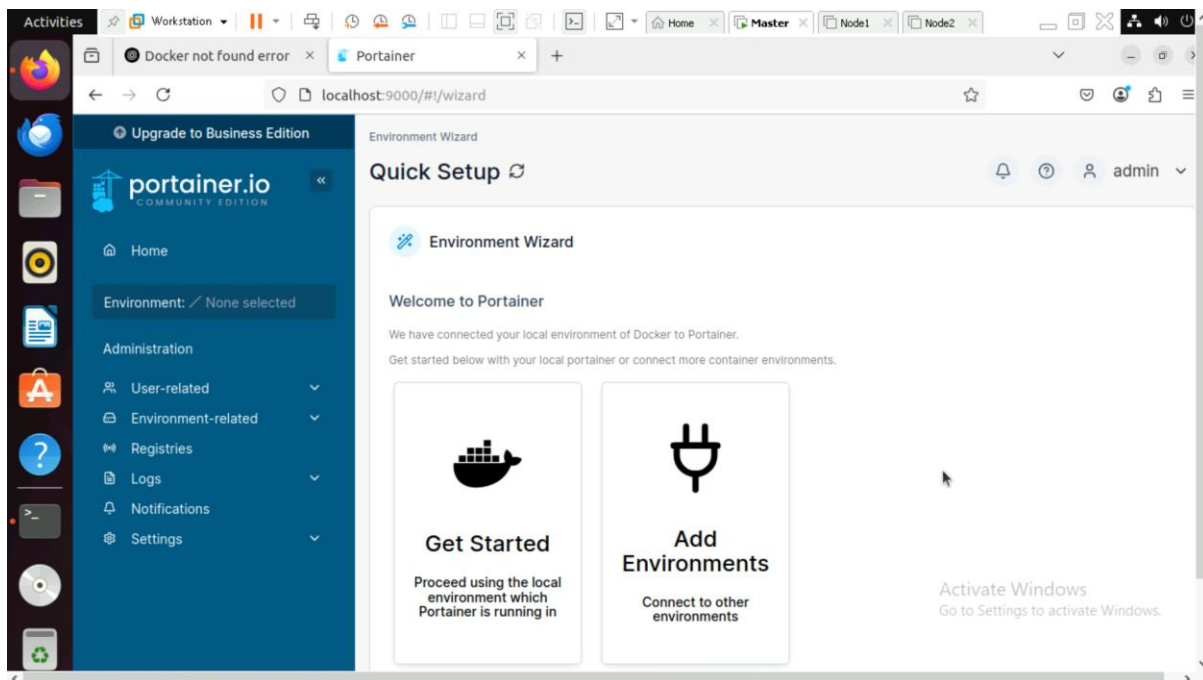 Activities Workstation Home Master Node1 Node2
Docker not found error Portainer
localhost:9000/#!/wizard
Upgrade to Business Edition
portainer.io
COMMUNITY EDITION
Home
Environment: None selected
Administration
User-related
Environment-related
Registries
Logs
Notifications
Settings
Environment Wizard
Quick Setup
admin
Environment Wizard
Welcome to Portainer
We have connected your local environment of Docker to Portainer.
Get started below with your local portainer or connect more container environments.
Get Started
Proceed using the local
environment which
Portainer is running in
Add
Environments
Connect to other
environments
Activate Windows
Go to Settings to activate Windows.